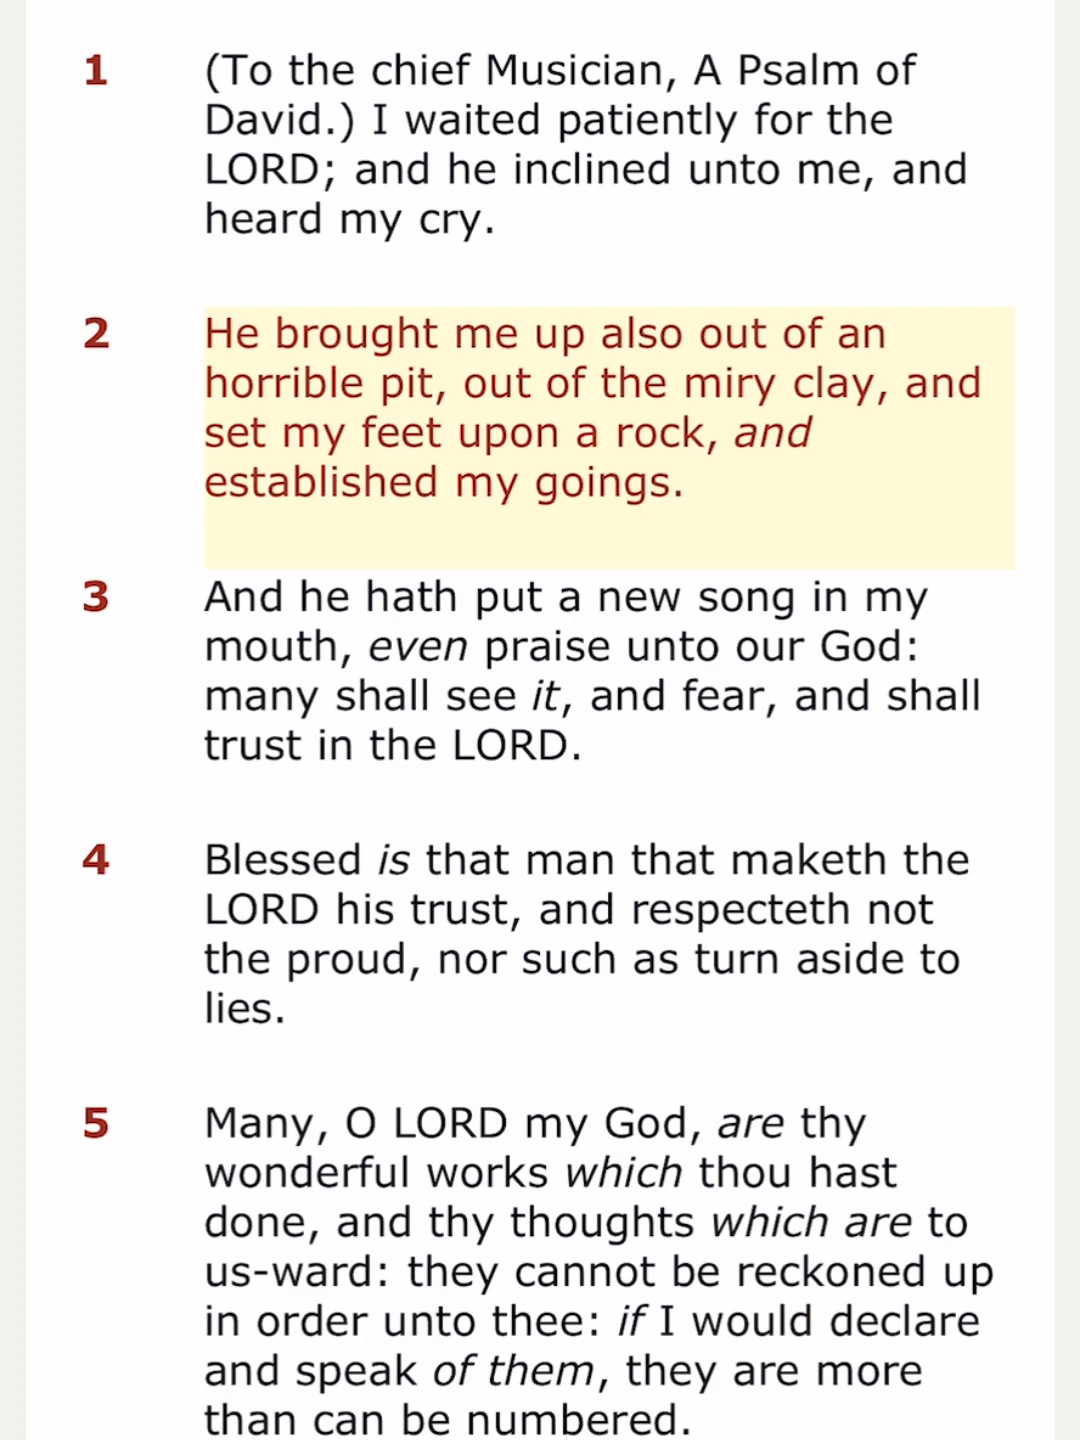 1 (To the chief Musician, A Psalm of
David.) I waited patiently for the
LORD; and he inclined unto me, and
heard my cry.
2 He brought me up also out of an
horrible pit, out of the miry clay, and
set my feet upon a rock, and
established my goings.
3 And he hath put a new song in my
mouth, even praise unto our God:
many shall see it, and fear, and shall
trust in the LORD.
4 Blessed is that man that maketh the
LORD his trust, and respecteth not
the proud, nor such as turn aside to
lies.
5 Many, O LORD my God, are thy
wonderful works which thou hast
done, and thy thoughts which are to
us-ward: they cannot be reckoned up
in order unto thee: if I would declare
and speak of them, they are more
than can be numbered.